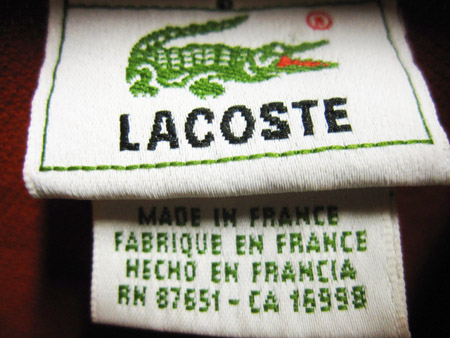 ®
LACOSTE
MADE IN FRANCE
FABRIQUE EN FRANCE
HECHO EN FRANCIA
RN 87651 - CA 16998